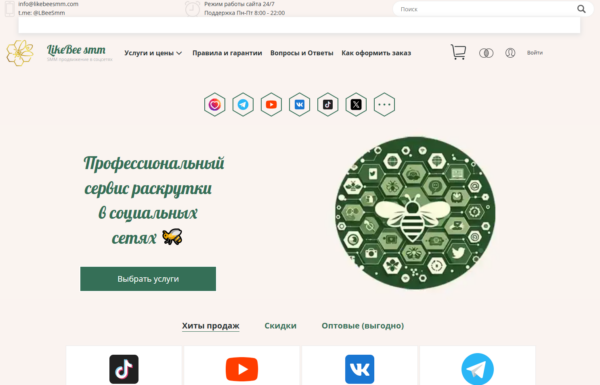 info@likebeesmm.com
t.me: @LBeeSmm
Режим работы сайта 24/7
Поддержка Пн-Пт 8:00 - 22:00
Поиск
LikeBee smm
SMM продвижение в соцсетях
Услуги и цены
Правила и гарантии
Вопросы и Ответы
Как оформить заказ
Войти
Профессиональный
сервис раскрутки
в социальных
сетях
Выбрать услуги
Хиты продаж
Скидки
Оптовые (выгодно)